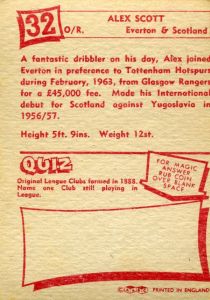 32
O/R.
ALEX SCOTT
Everton & Scotland
A fantastic dribbler on his day, Alex joined
Everton in preference to Tottenham Hotspur
during February, 1963, from Glasgow Rangers
for a £45,000 fee. Made his International
debut for Scotland against Yugoslavia in
1956/57.
Height 5ft. 9ins. Weight 12st.
QUIZ
Original League Clubs formed in 1888.
Name one Club still playing in
League.
FOR MAGIC
ANSWER
RUB COIN
OVER BLANK
SPACE
PRINTED IN ENGLAND